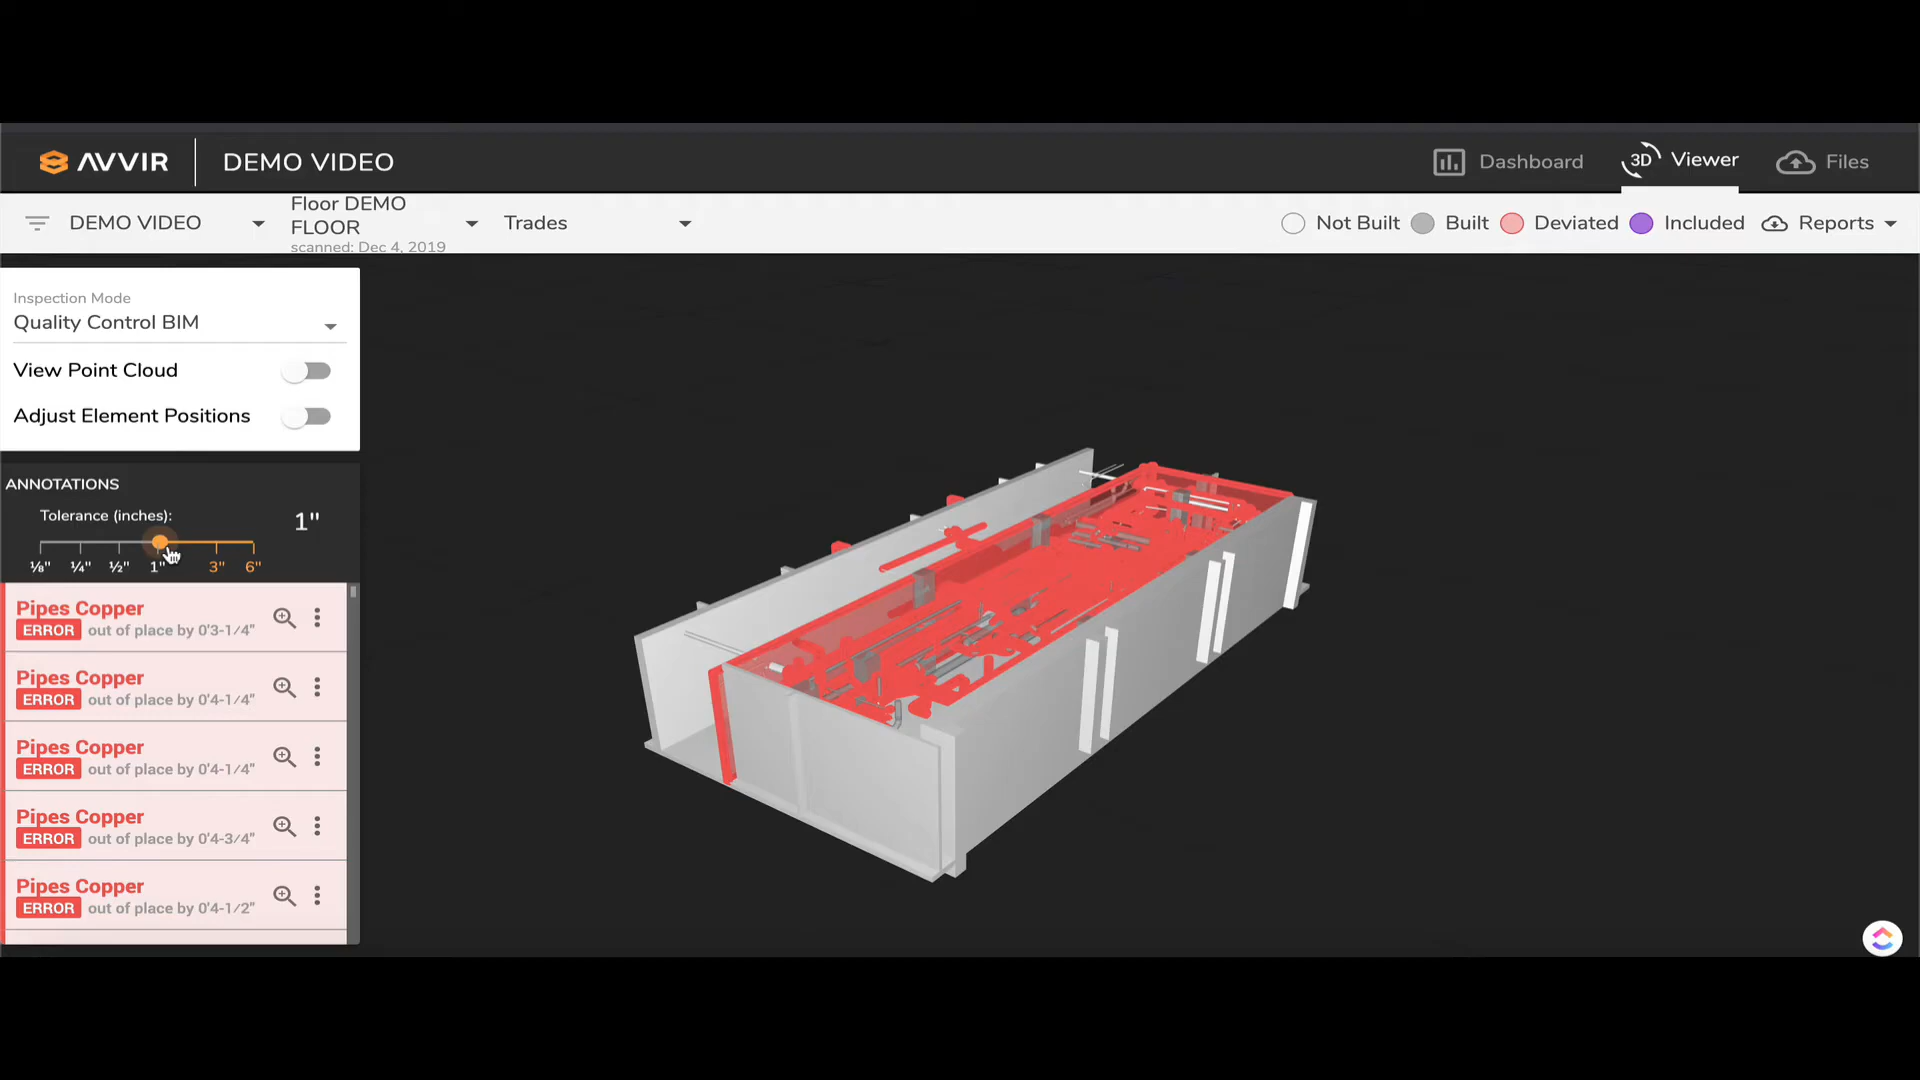 AVVIR
DEMO VIDEO
Dashboard
3D
Viewer
Files
DEMO VIDEO
Floor DEMO
FLOOR
scanned: Dec 4, 2019
Trades
Not Built
Built
Deviated
Included
Reports
Inspection Mode
Quality Control BIM
View Point Cloud
Adjust Element Positions
ANNOTATIONS
Tolerance (inches):
1"
⅛" ¼" ½" 1" 3" 6"
Pipes Copper
ERROR out of place by 0'3-1/4"
Pipes Copper
ERROR out of place by 0'4-1/4"
Pipes Copper
ERROR out of place by 0'4-1/4"
Pipes Copper
ERROR out of place by 0'4-3/4"
Pipes Copper
ERROR out of place by 0'4-1/2"